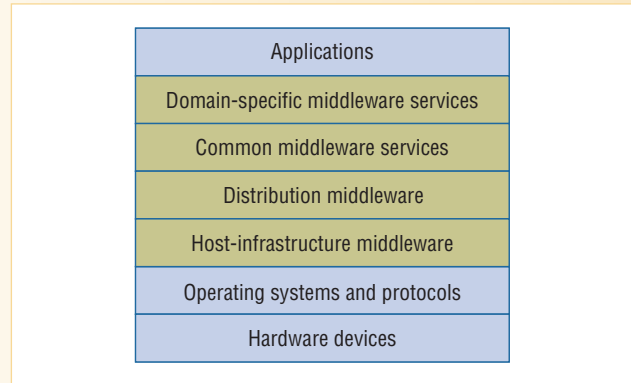 Applications
Domain-specific middleware services
Common middleware services
Distribution middleware
Host-infrastructure middleware
Operating systems and protocols
Hardware devices